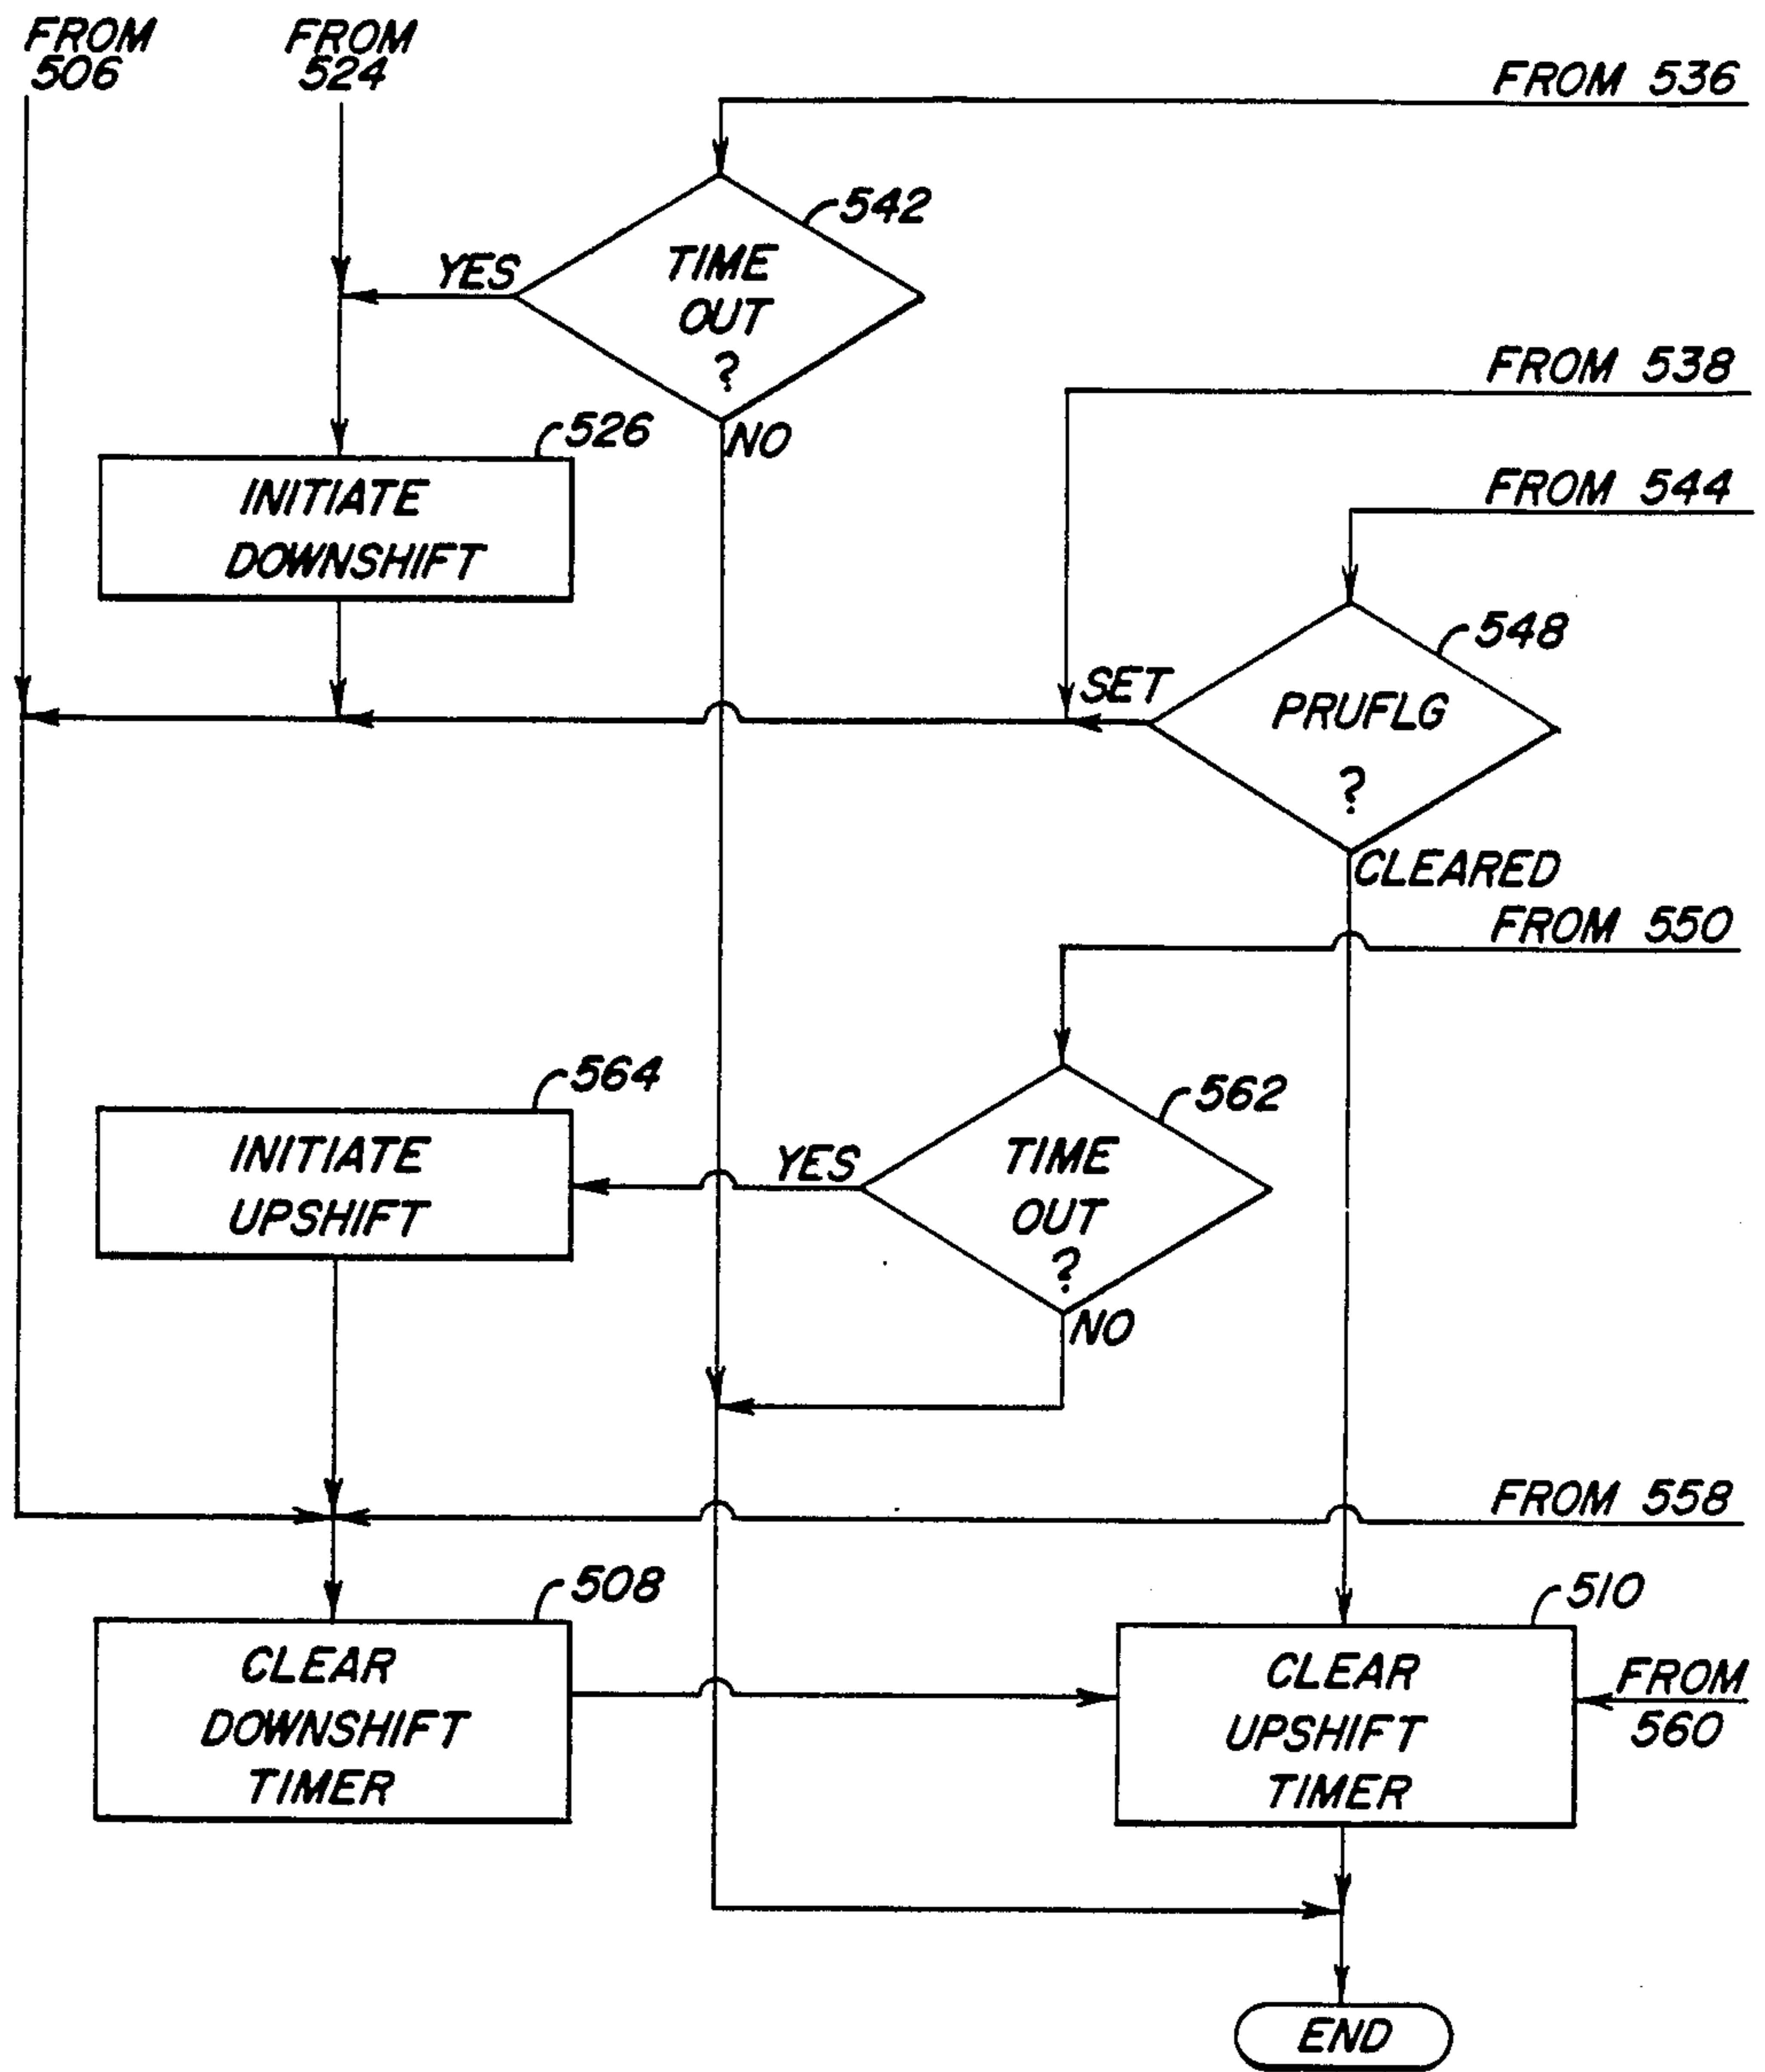 FROM
506
FROM
524
FROM 536
542
TIME
OUT
?
YES
NO
FROM 538
526
INITIATE
DOWNSHIFT
FROM 544
548
SET
PRUFLG
?
CLEARED
FROM 550
564
INITIATE
UPSHIFT
562
YES
TIME
OUT
?
NO
FROM 558
508
CLEAR
DOWNSHIFT
TIMER
510
CLEAR
UPSHIFT
TIMER
FROM
560
END